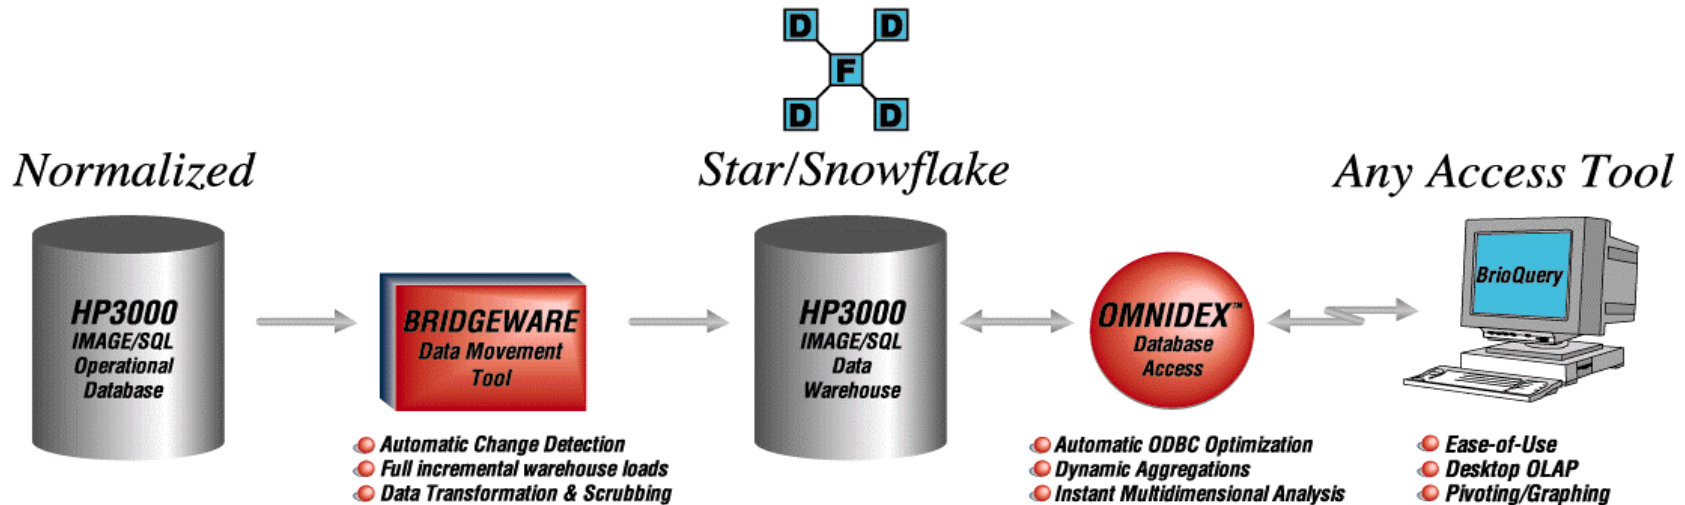 D D
F
D D
Normalized
Star/Snowflake
Any Access Tool
HP3000
IMAGE/SQL
Operational
Database
BRIDGEWARE
Data Movement
Tool
Automatic Change Detection
Full incremental warehouse loads
Data Transformation & Scrubbing
HP3000
IMAGE/SQL
Data
Warehouse
OMNIDEX™
Database
Access
Automatic ODBC Optimization
Dynamic Aggregations
Instant Multidimensional Analysis
BrioQuery
Ease-of-Use
Desktop OLAP
Pivoting/Graphing